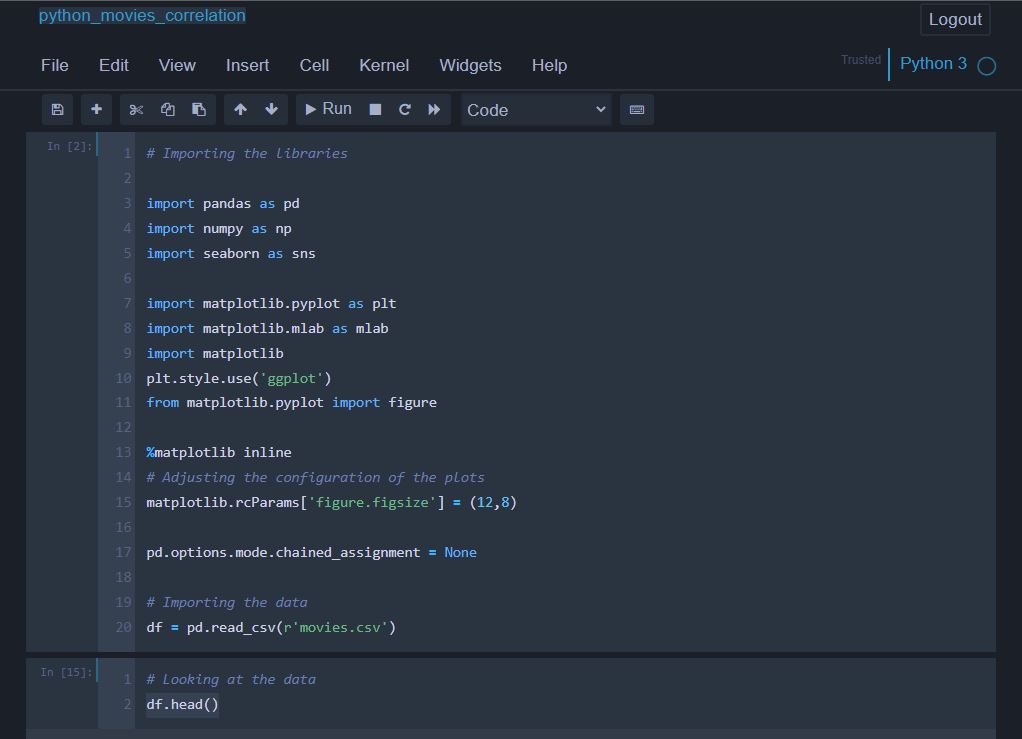 python_movies_correlation
Logout
File Edit View Insert Cell Kernel Widgets Help
Trusted Python 3
Run Code
In [2]:
1 # Importing the libraries
2
3 import pandas as pd
4 import numpy as np
5 import seaborn as sns
6
7 import matplotlib.pyplot as plt
8 import matplotlib.mlab as mlab
9 import matplotlib
10 plt.style.use('ggplot')
11 from matplotlib.pyplot import figure
12
13 %matplotlib inline
14 # Adjusting the configuration of the plots
15 matplotlib.rcParams['figure.figsize'] = (12,8)
16
17 pd.options.mode.chained_assignment = None
18
19 # Importing the data
20 df = pd.read_csv(r'movies.csv')
In [15]:
1 # Looking at the data
2 df.head()